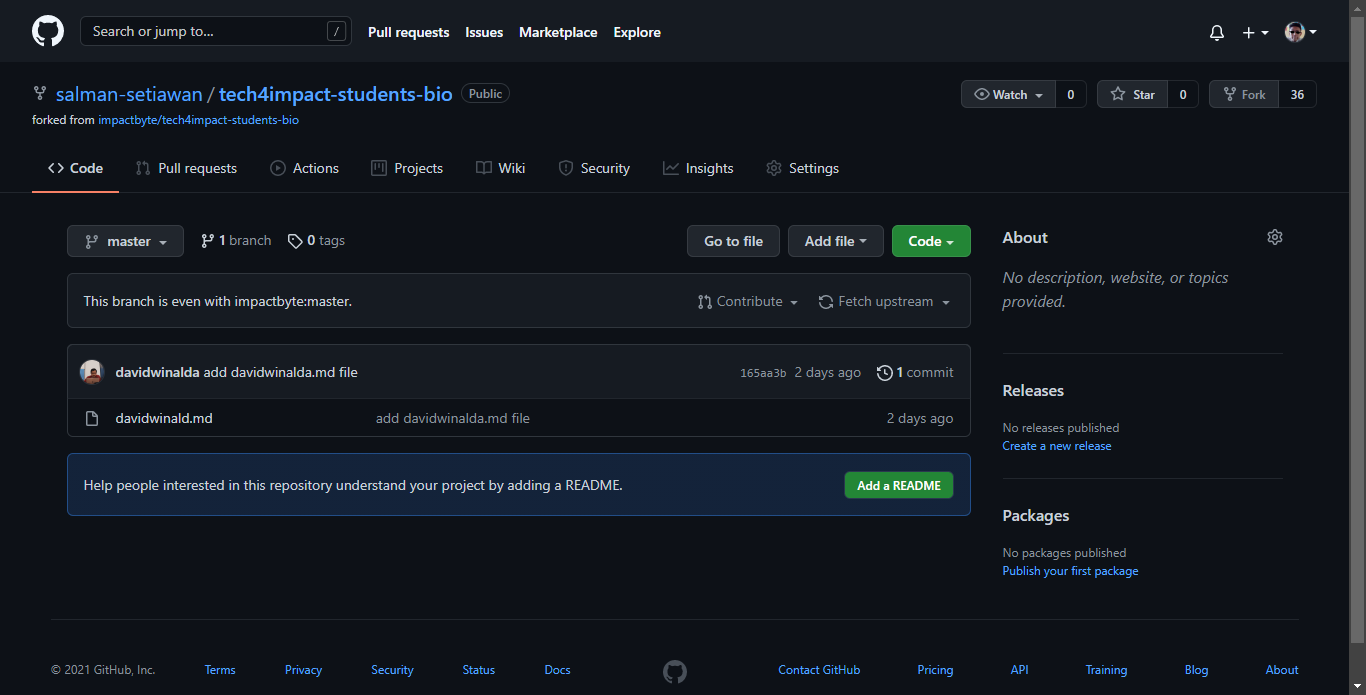 Search or jump to... / Pull requests Issues Marketplace Explore
salman-setiawan / tech4impact-students-bio Public Watch 0 Star 0 Fork 36
forked from impactbyte/tech4impact-students-bio
Code Pull requests Actions Projects Wiki Security Insights Settings
master 1 branch 0 tags Go to file Add file Code
This branch is even with impactbyte:master. Contribute Fetch upstream
davidwinalda add davidwinalda.md file 165aa3b 2 days ago 1 commit
davidwinald.md add davidwinalda.md file 2 days ago
Help people interested in this repository understand your project by adding a README. Add a README
About
No description, website, or topics
provided.
Releases
No releases published
Create a new release
Packages
No packages published
Publish your first package
© 2021 GitHub, Inc. Terms Privacy Security Status Docs Contact GitHub Pricing API Training Blog About